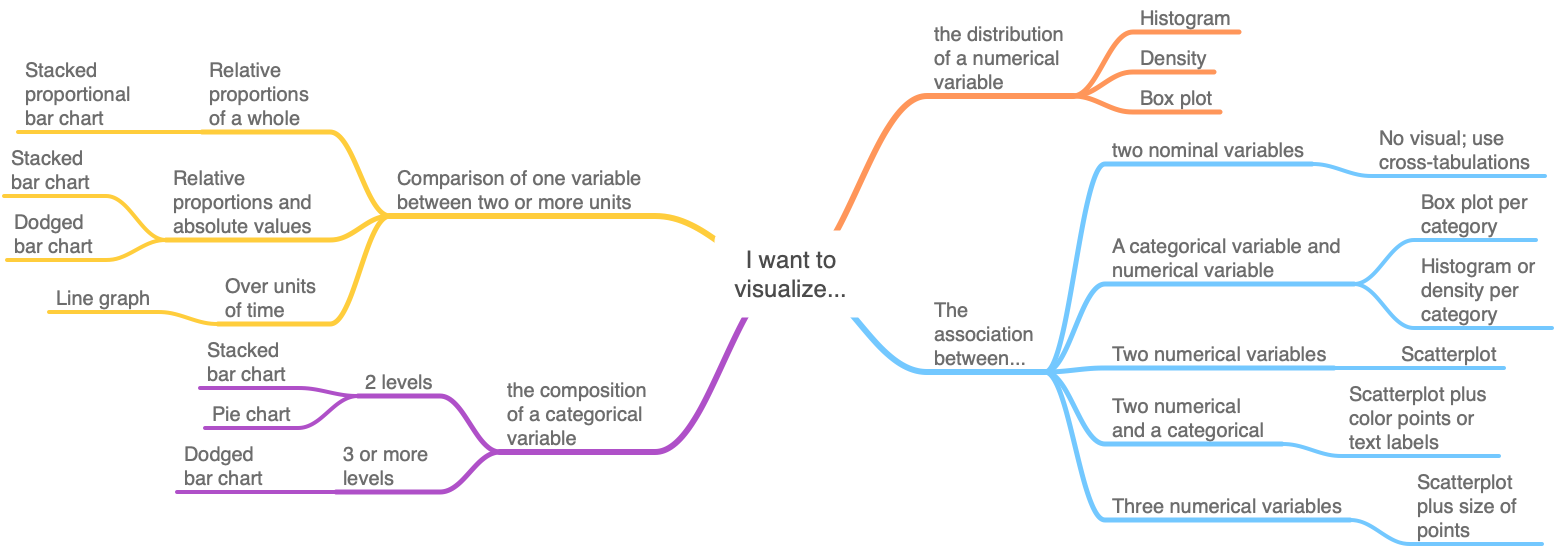 I want to
visualize...
the distribution
of a numerical
variable
Histogram
Density
Box plot
The
association
between...
two nominal variables
No visual; use
cross-tabulations
A categorical variable and
numerical variable
Box plot per
category
Histogram or
density per
category
Two numerical variables
Scatterplot
Two numerical
and a categorical
Scatterplot plus
color points or
text labels
Three numerical variables
Scatterplot
plus size of
points
Comparison of one variable
between two or more units
Relative
proportions
of a whole
Stacked
proportional
bar chart
Relative
proportions and
absolute values
Stacked
bar chart
Dodged
bar chart
Over units
of time
Line graph
the composition
of a categorical
variable
2 levels
Stacked
bar chart
Pie chart
3 or more
levels
Dodged
bar chart